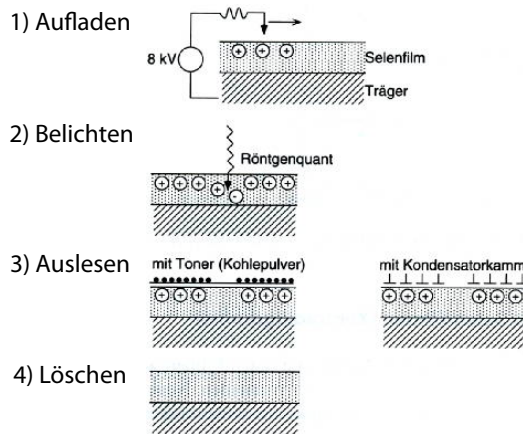 1) Aufladen
8 kV
Selenfilm
Träger
2) Belichten
Röntgenquant
3) Auslesen
mit Toner (Kohlepulver)
mit Kondensatorkamm
4) Löschen